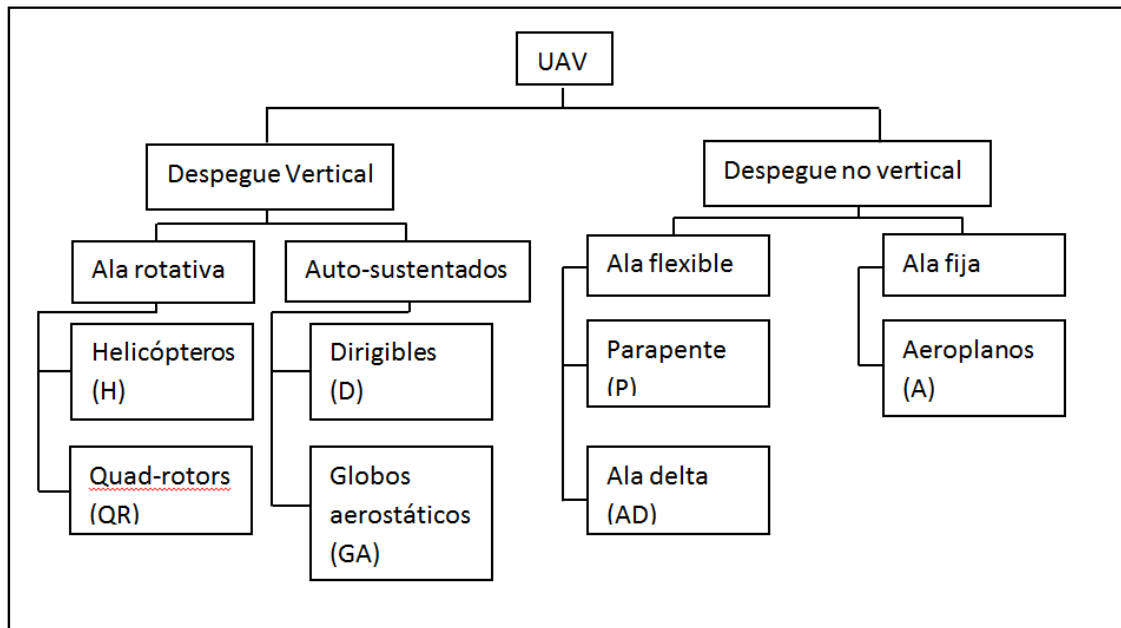 UAV
Despegue Vertical
Despegue no vertical
Ala rotativa
Auto-sustentados
Ala flexible
Ala fija
Helicópteros
(H)
Dirigibles
(D)
Parapente
(P)
Aeroplanos
(A)
Quad-rotors
(QR)
Globos
aerostáticos
(GA)
Ala delta
(AD)